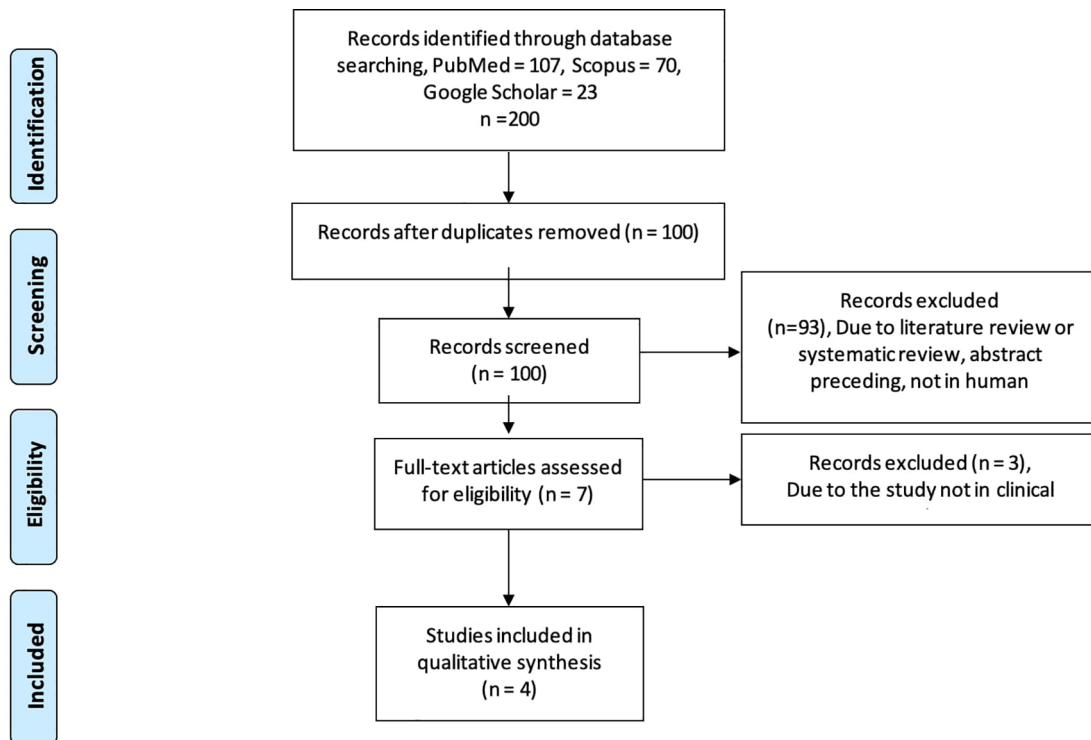 Identification
Records identified through database
searching, PubMed = 107, Scopus = 70,
Google Scholar = 23
n =200
Records after duplicates removed (n = 100)
Screening
Records screened
(n = 100)
Records excluded
(n=93), Due to literature review or
systematic review, abstract
preceding, not in human
Eligibility
Full-text articles assessed
for eligibility (n = 7)
Records excluded (n = 3),
Due to the study not in clinical
Included
Studies included in
qualitative synthesis
(n = 4)